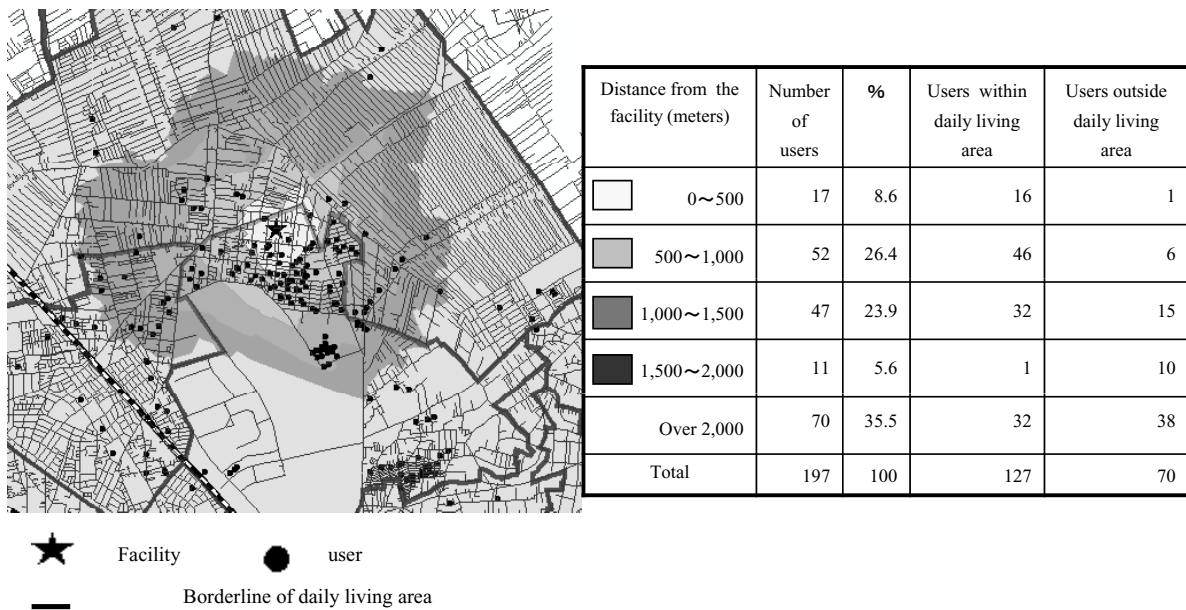 Distance from the facility (meters) Number of users % Users within daily living area Users outside daily living area
0~500 17 8.6 16 1
500~1,000 52 26.4 46 6
1,000~1,500 47 23.9 32 15
1,500~2,000 11 5.6 1 10
Over 2,000 70 35.5 32 38
Total 197 100 127 70
Facility user
Borderline of daily living area